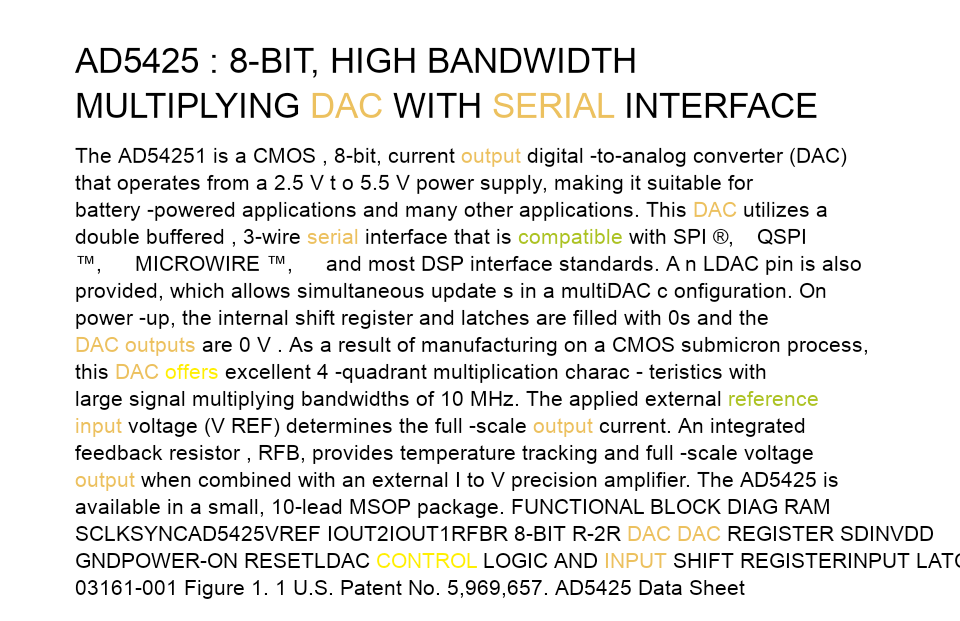 AD5425 : 8-BIT, HIGH BANDWIDTH
MULTIPLYING DAC WITH SERIAL INTERFACE
The AD54251 is a CMOS , 8-bit, current output digital -to-analog converter (DAC)
that operates from a 2.5 V t o 5.5 V power supply, making it suitable for
battery -powered applications and many other applications. This DAC utilizes a
double buffered , 3-wire serial interface that is compatible with SPI ®, QSPI
™, MICROWIRE ™, and most DSP interface standards. A n LDAC pin is also
provided, which allows simultaneous update s in a multiDAC c onfiguration. On
power -up, the internal shift register and latches are filled with 0s and the
DAC outputs are 0 V . As a result of manufacturing on a CMOS submicron process,
this DAC offers excellent 4 -quadrant multiplication charac - teristics with
large signal multiplying bandwidths of 10 MHz. The applied external reference
input voltage (V REF) determines the full -scale output current. An integrated
feedback resistor , RFB, provides temperature tracking and full -scale voltage
output when combined with an external I to V precision amplifier. The AD5425 is
available in a small, 10-lead MSOP package. FUNCTIONAL BLOCK DIAG RAM
SCLKSYNCAD5425VREF IOUT2IOUT1RFBR 8-BIT R-2R DAC DAC REGISTER SDINVDD
GNDPOWER-ON RESETLDAC CONTROL LOGIC AND INPUT SHIFT REGISTERINPUT LATC
03161-001 Figure 1. 1 U.S. Patent No. 5,969,657. AD5425 Data Sheet